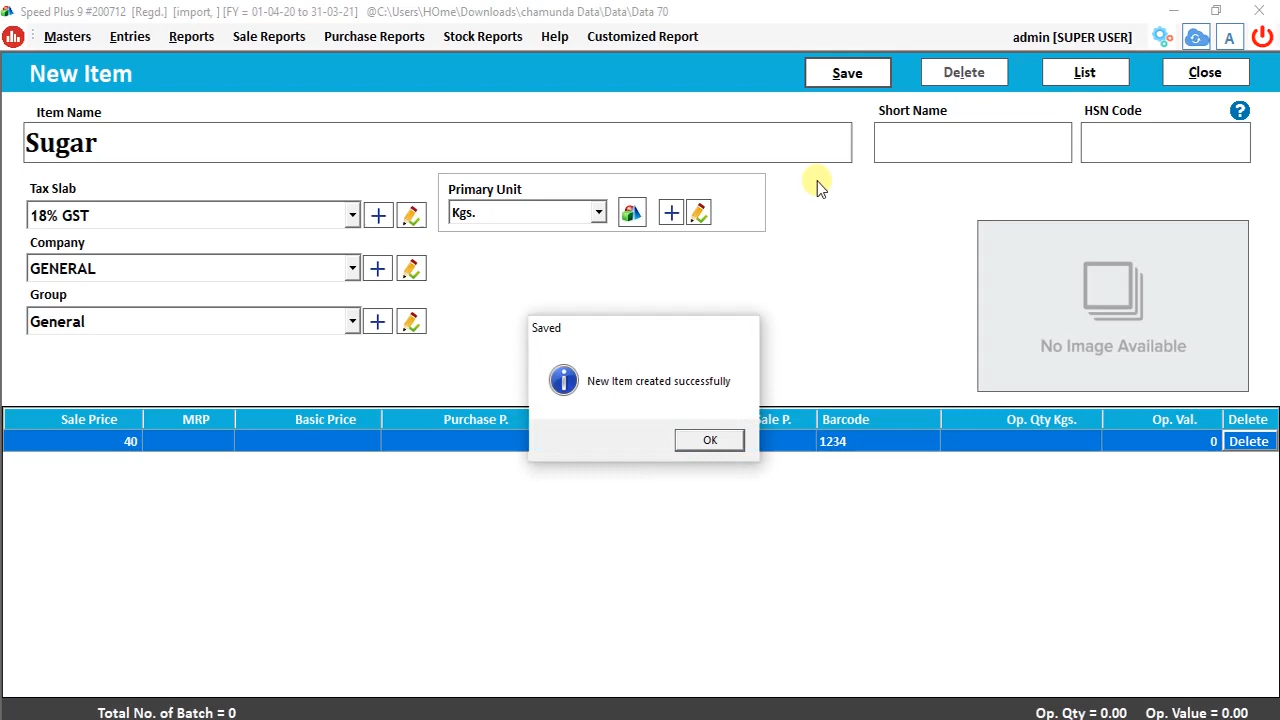 Speed Plus 9 #200712 [Regd.] [import, ] [FY = 01-04-20 to 31-03-21] @C:\Users\HOme\Downloads\chamunda Data\Data\Data 70
Masters Entries Reports Sale Reports Purchase Reports Stock Reports Help Customized Report admin [SUPER USER] A
New Item Save Delete List Close
Item Name Short Name HSN Code ?
Sugar
Tax Slab Primary Unit
18% GST Kgs.
Company
GENERAL
Group
General
No Image Available
Saved
New Item created successfully
OK
Sale Price MRP Basic Price Purchase P. ale P. Barcode Op. Qty Kgs. Op. Val. Delete
40 1234 0 Delete
Total No. of Batch = 0 Op. Qty = 0.00 Op. Value = 0.00